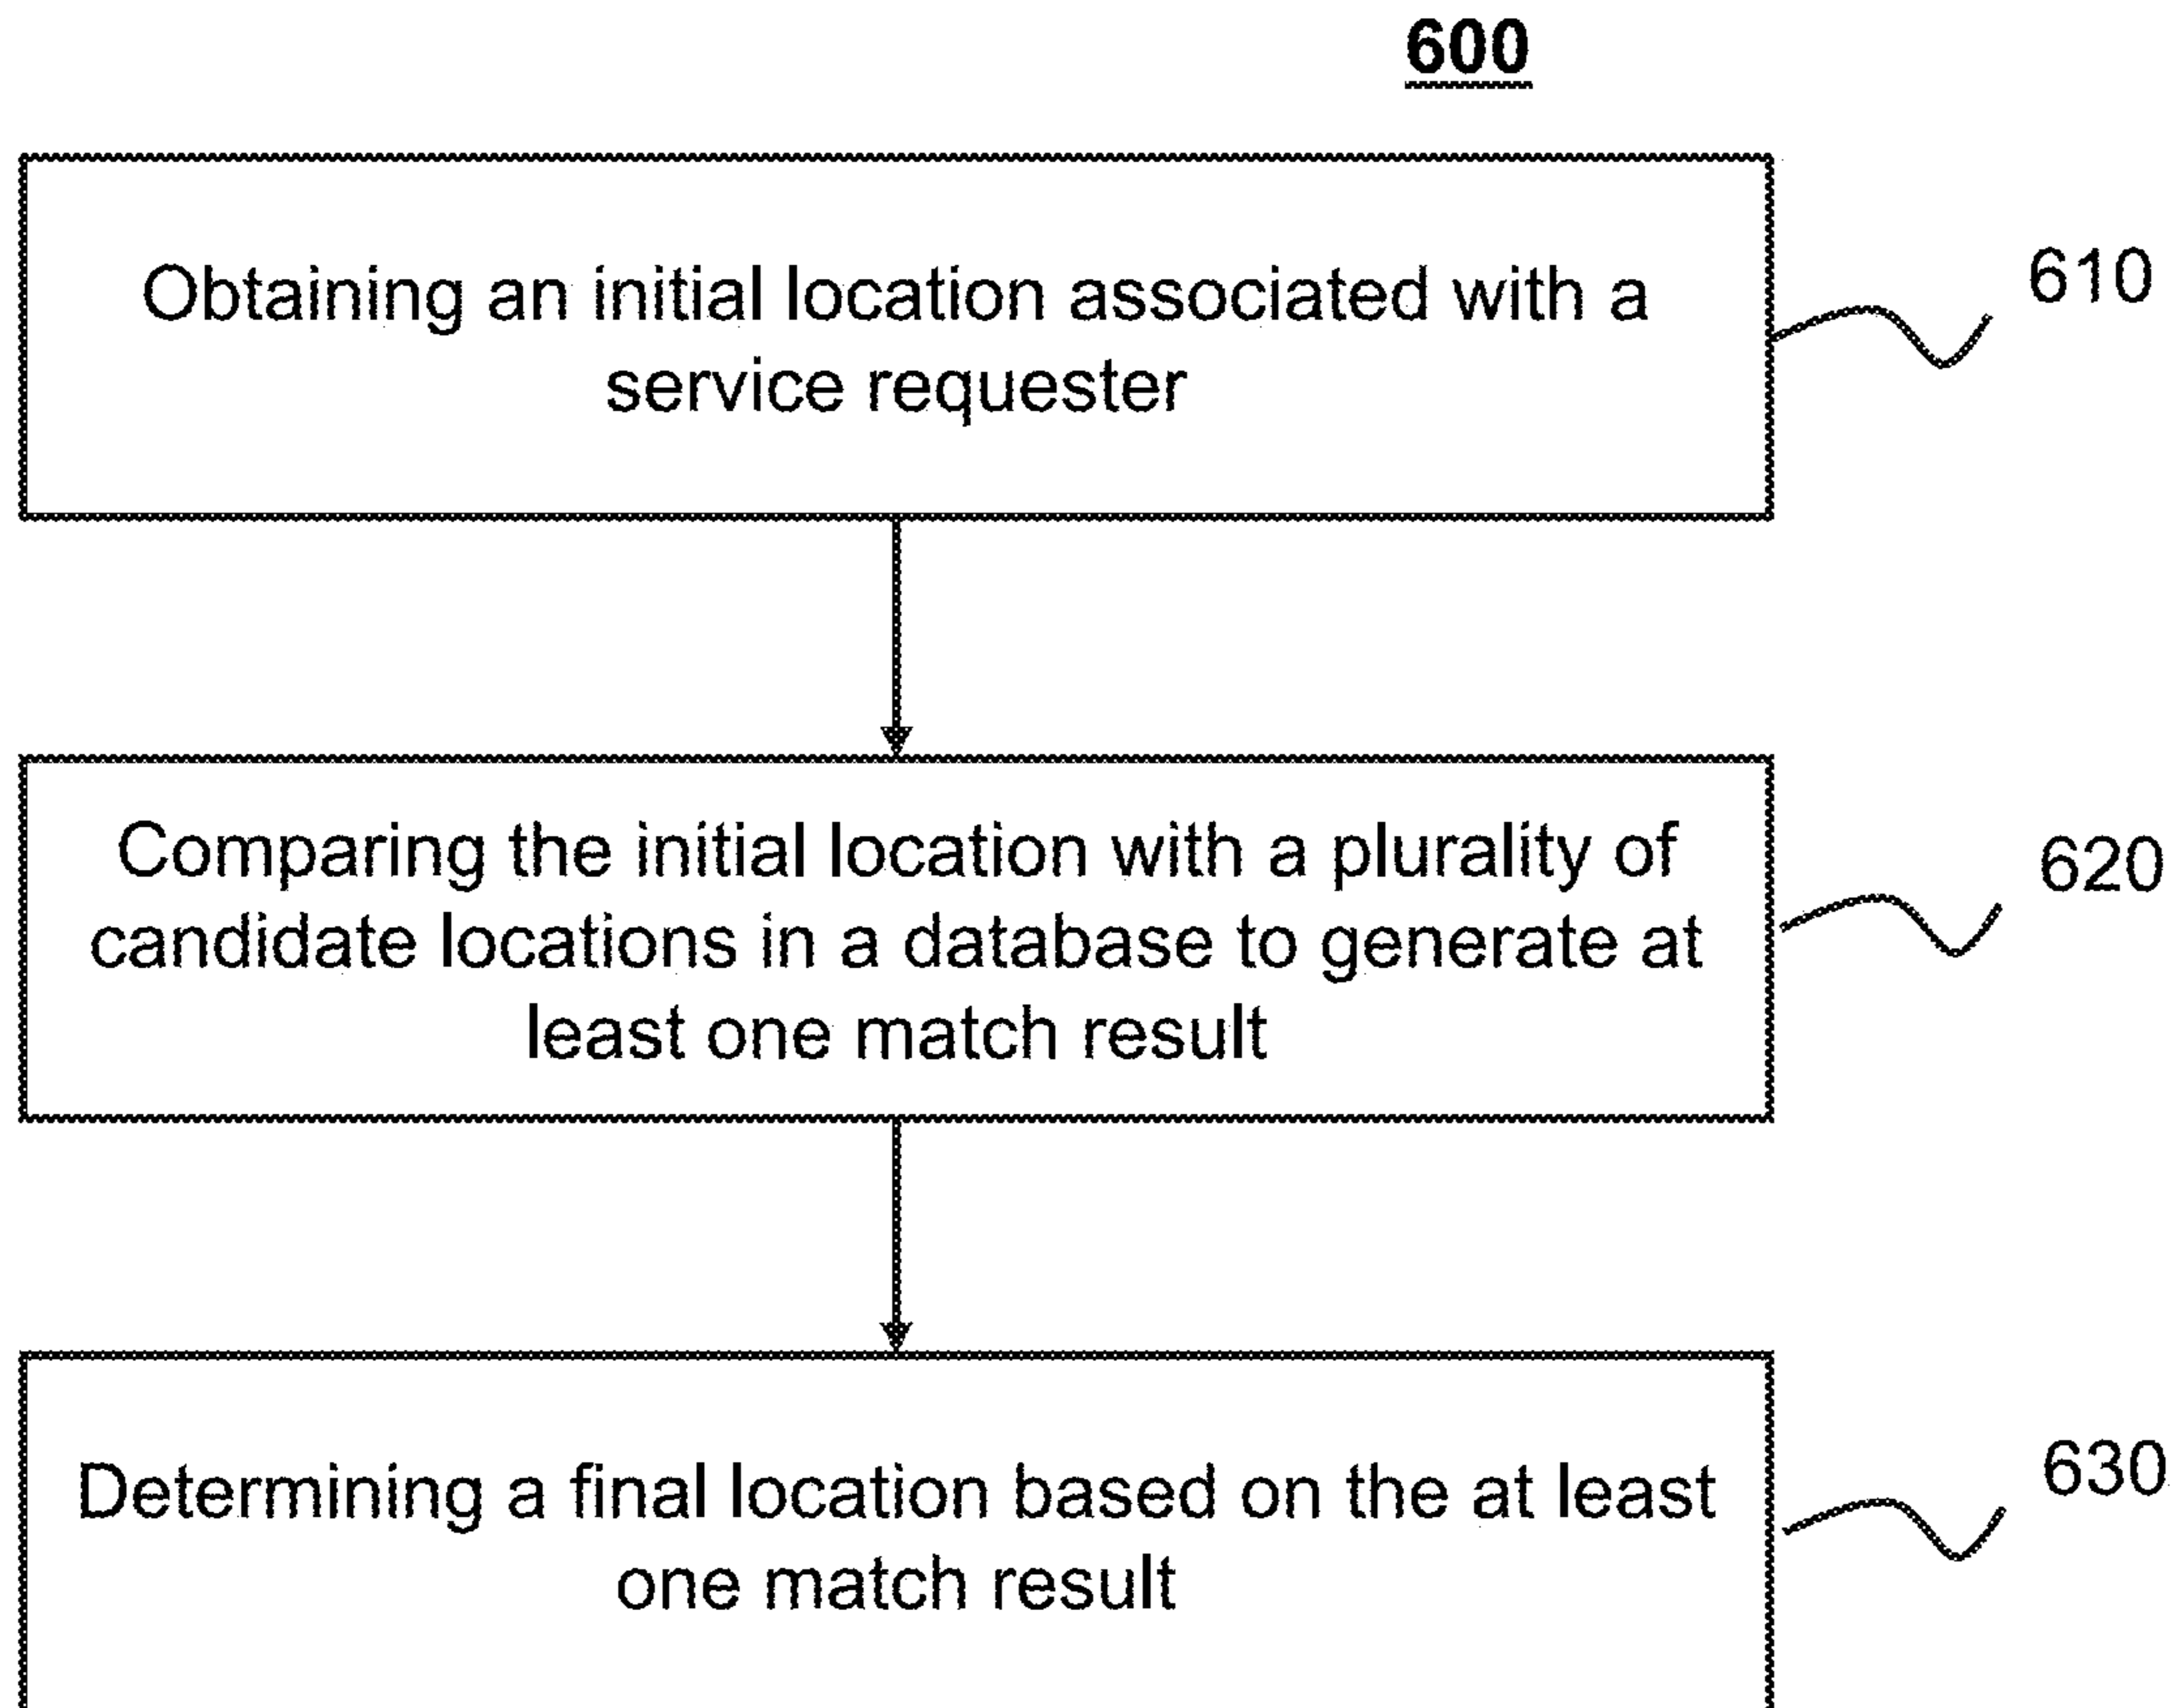 600
Obtaining an initial location associated with a
service requester
610
Comparing the initial location with a plurality of
candidate locations in a database to generate at
least one match result
620
Determining a final location based on the at least
one match result
630